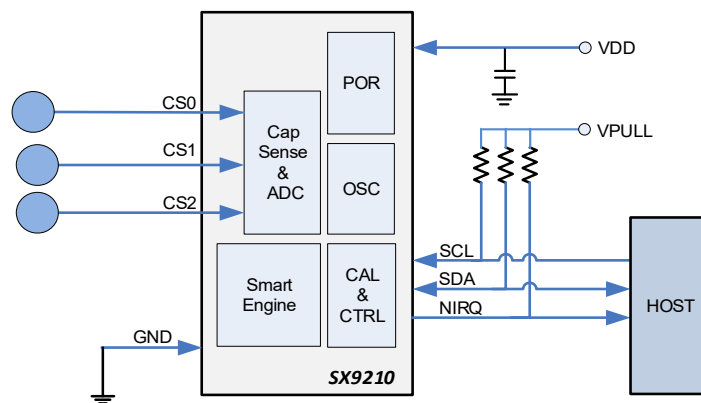 VDD
POR
CS0
Cap
Sense
&
ADC
VPULL
CS1
OSC
CS2
SCL
SDA
NIRQ
HOST
Smart
Engine
CAL
&
CTRL
GND
SX9210